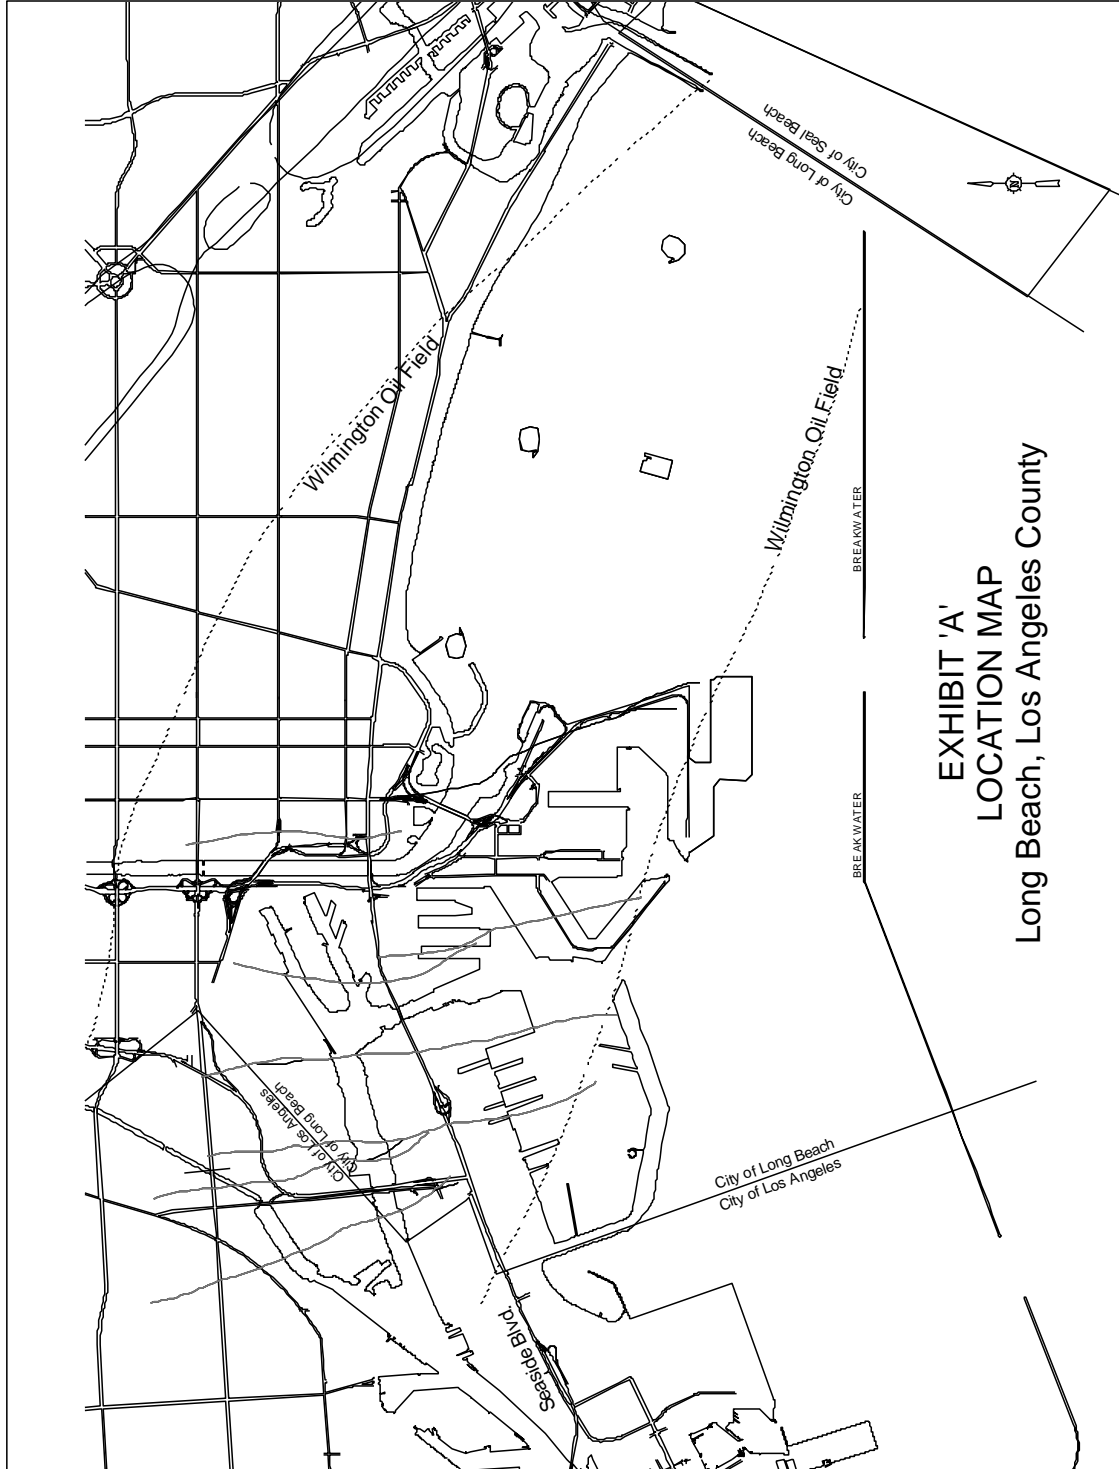 City of Seal Beach
City of Long Beach
N
Wilmington Oil Field
Wilmington Oil Field
BREAKWATER
BREAKWATER
City of Los Angeles
City of Long Beach
City of Long Beach
City of Los Angeles
Seaside Blvd.
EXHIBIT 'A'
LOCATION MAP
Long Beach, Los Angeles County